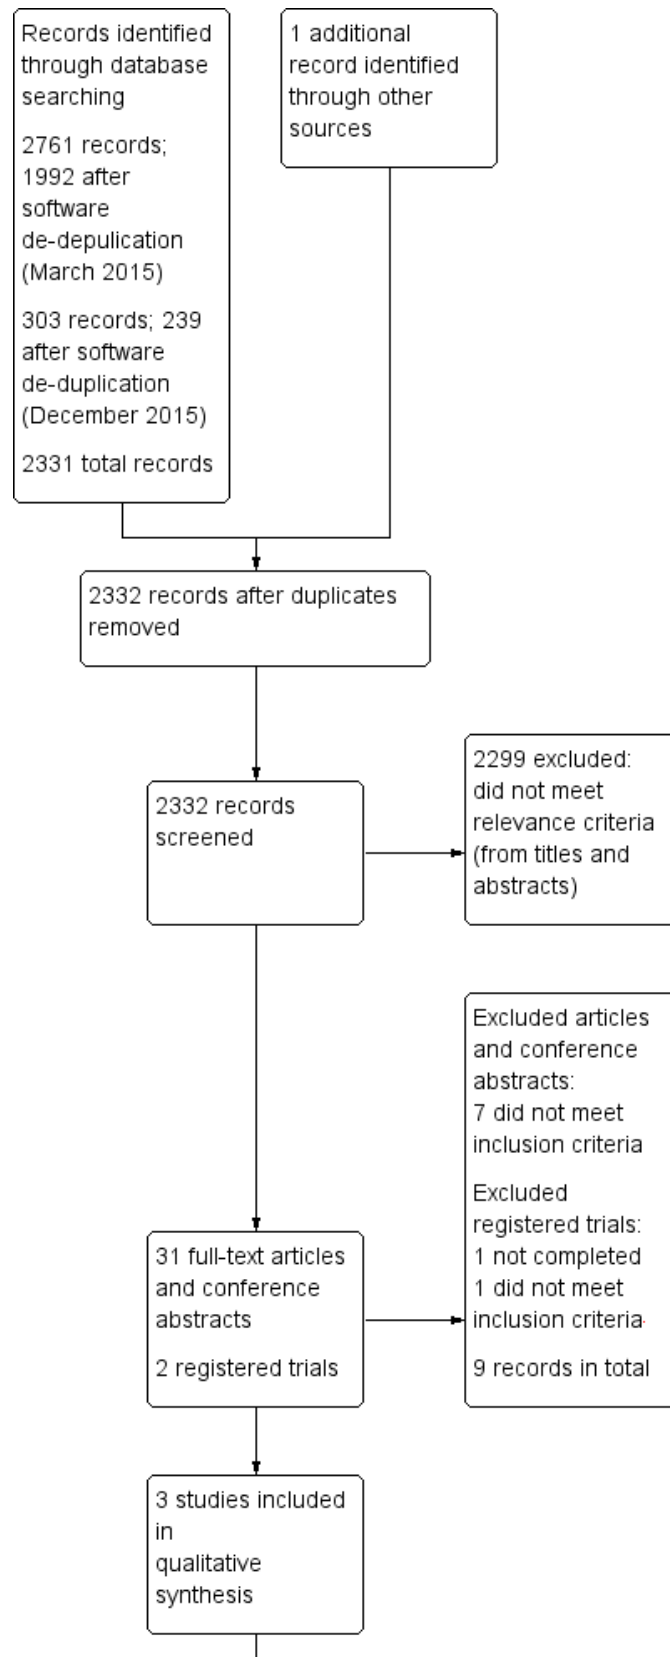 Records identified
through database
searching
2761 records;
1992 after
software
de-depulication
(March 2015)
303 records; 239
after software
de-duplication
(December 2015)
2331 total records
1 additional
record identified
through other
sources
2332 records after duplicates
removed
2332 records
screened
2299 excluded:
did not meet
relevance criteria
(from titles and
abstracts)
31 full-text articles
and conference
abstracts
2 registered trials
Excluded articles
and conference
abstracts:
7 did not meet
inclusion criteria
Excluded
registered trials:
1 not completed
1 did not meet
inclusion criteria.
9 records in total
3 studies included
in
qualitative
synthesis